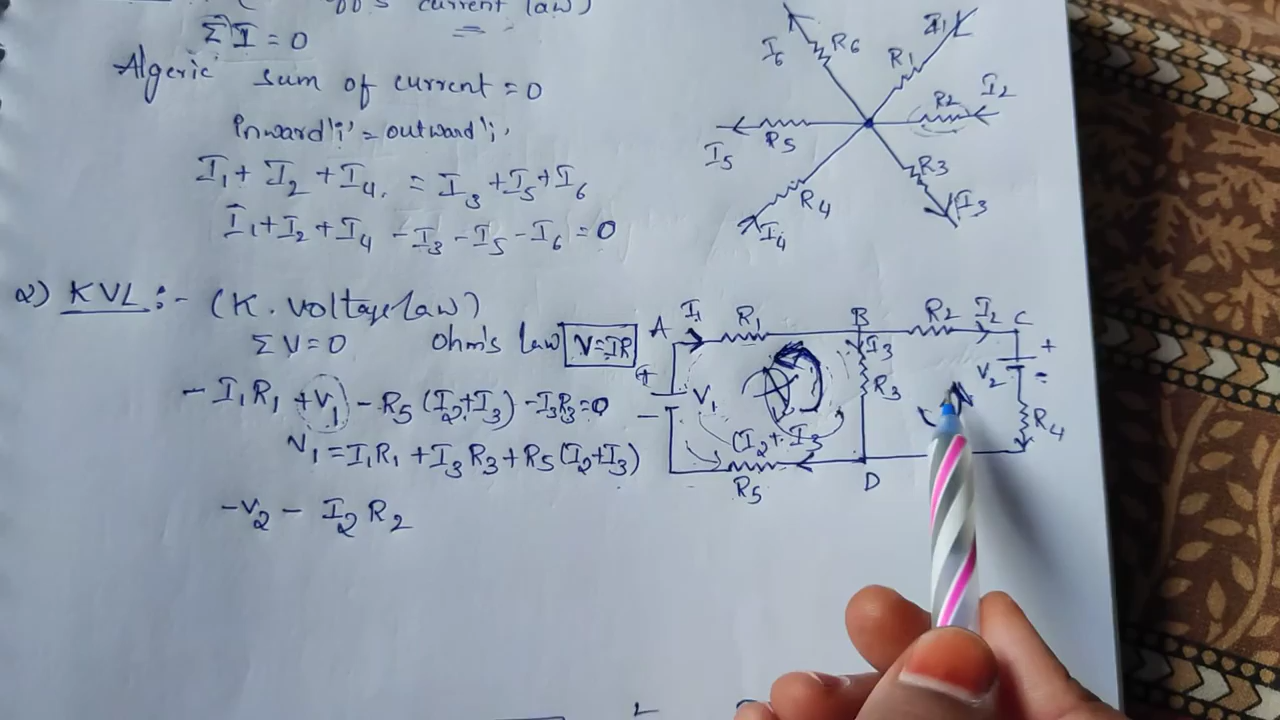 current law)
ΣI = 0
Algeric sum of current = 0
Inward 'i' = outward 'i'
I₁ + I₂ + I₄ = I₃ + I₅ + I₆
I₁ + I₂ + I₄ - I₃ - I₅ - I₆ = 0
I₆ R₆ R₁ I₁
R₂ I₂
I₅ R₅
R₃ I₃
R₄ I₄
2) KVL :- (K. voltage law)
ΣV = 0 Ohm's law V = IR
- I₁R₁ + V₁ - R₅ (I₂+I₃) - I₃R₃ = 0
V₁ = I₁R₁ + I₃R₃ + R₅ (I₂+I₃)
- V₂ - I₂R₂
A I₁ R₁ B R₂ I₂ C
I₃ +
+ V₁ R₃ V₂ -
- R₄
(I₂+I₃
R₅ D